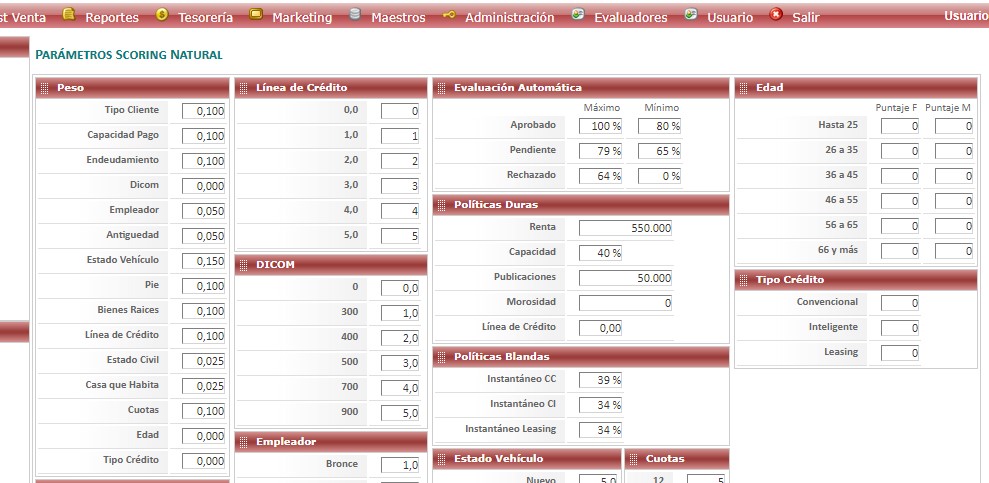 st Venta Reportes Tesorería Marketing Maestros Administración Evaluadores Usuario Salir Usuario
PARÁMETROS SCORING NATURAL
Peso
Tipo Cliente 0,100
Capacidad Pago 0,100
Endeudamiento 0,100
Dicom 0,000
Empleador 0,050
Antiguedad 0,050
Estado Vehículo 0,150
Pie 0,100
Bienes Raices 0,100
Línea de Crédito 0,100
Estado Civil 0,025
Casa que Habita 0,025
Cuotas 0,100
Edad 0,000
Tipo Crédito 0,000
Línea de Crédito
0,0 0
1,0 1
2,0 2
3,0 3
4,0 4
5,0 5
DICOM
0 0,0
300 1,0
400 2,0
500 3,0
700 4,0
900 5,0
Empleador
Bronce 1,0
Evaluación Automática
Máximo Mínimo
Aprobado 100 % 80 %
Pendiente 79 % 65 %
Rechazado 64 % 0 %
Políticas Duras
Renta 550.000
Capacidad 40 %
Publicaciones 50.000
Morosidad 0
Línea de Crédito 0,00
Políticas Blandas
Instantáneo CC 39 %
Instantáneo CI 34 %
Instantáneo Leasing 34 %
Estado Vehículo
Nuevo 5,0
Cuotas
12 5
Edad
Puntaje F Puntaje M
Hasta 25 0 0
26 a 35 0 0
36 a 45 0 0
46 a 55 0 0
56 a 65 0 0
66 y más 0 0
Tipo Crédito
Convencional 0
Inteligente 0
Leasing 0